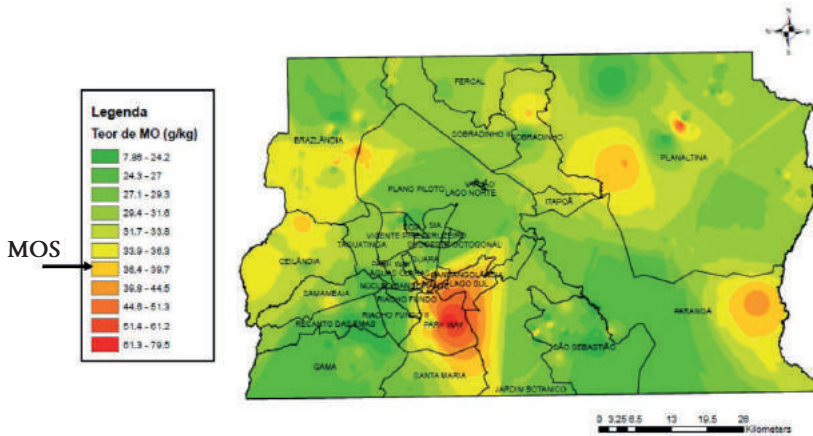 N
Legenda
Teor de MO (g/kg)
7.86 - 24.2
24.3 - 27
27.1 - 29.3
29.4 - 31.6
31.7 - 33.8
33.9 - 36.3
36.4 - 39.7
39.8 - 44.5
44.6 - 51.3
51.4 - 61.2
61.3 - 79.5
MOS
FERCAL
BRAZLÂNDIA
SOBRADINHO II
SOBRADINHO
PLANALTINA
PLANO PILOTO
LAGO NORTE
ITAPOÃ
SIA
TAGUATINGA
CEILÂNDIA
GUARÁ
PARK WAY
LAGO SUL
SAMAMBAIA
RIACHO FUNDO
RIACHO FUNDO II
RECANTO DAS EMAS
PARK WAY
PARANOÁ
SÃO SEBASTIÃO
GAMA
SANTA MARIA
JARDIM BOTANICO
0 3.25 6.5 13 19.5 26
Kilometers